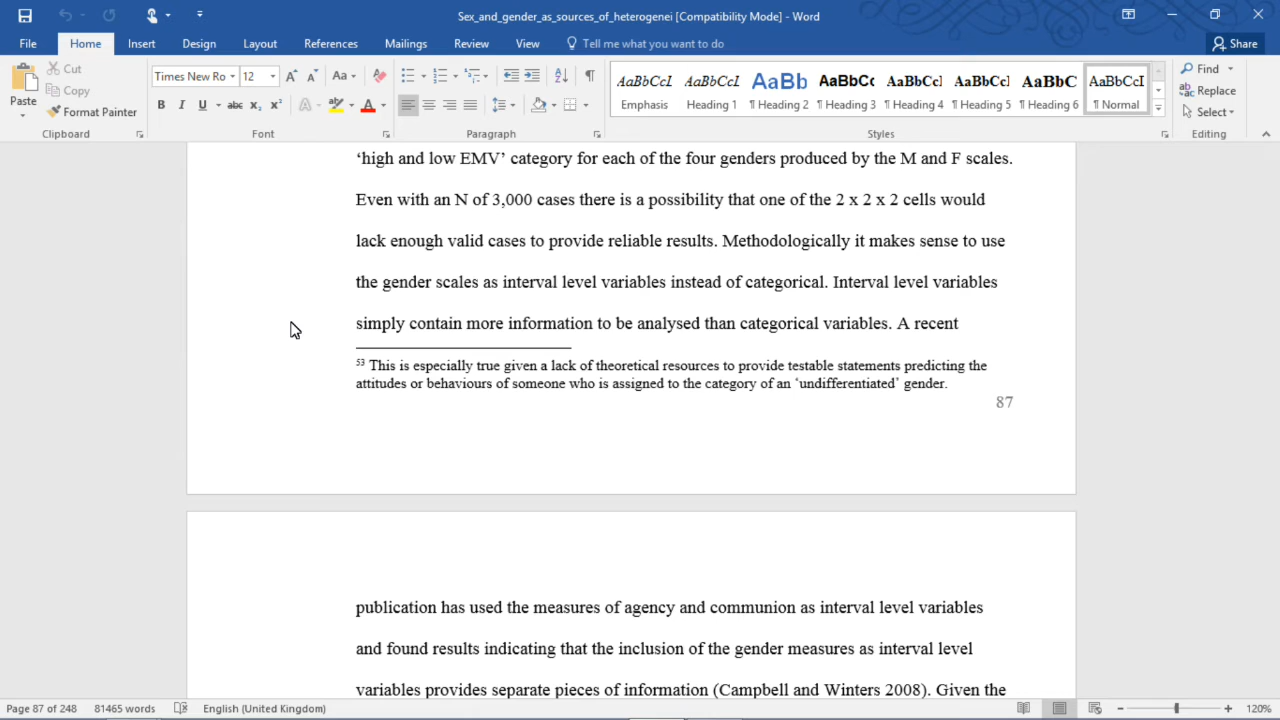 Sex_and_gender_as_sources_of_heterogenei [Compatibility Mode] - Word
File Home Insert Design Layout References Mailings Review View Tell me what you want to do Share
Paste Cut Copy Format Painter
Clipboard
Times New Ro 12 Aa
B I U abc x₂ x² A A
Font
Paragraph
AaBbCcI AaBbCcI AaBb AaBbCc AaBbCcI AaBbCcI AaBbC AaBbCcI
Emphasis Heading 1 ¶ Heading 2 ¶ Heading 3 ¶ Heading 4 ¶ Heading 5 ¶ Heading 6 ¶ Normal
Styles
Find
Replace
Select
Editing
‘high and low EMV’ category for each of the four genders produced by the M and F scales.
Even with an N of 3,000 cases there is a possibility that one of the 2 x 2 x 2 cells would
lack enough valid cases to provide reliable results. Methodologically it makes sense to use
the gender scales as interval level variables instead of categorical. Interval level variables
simply contain more information to be analysed than categorical variables. A recent
53 This is especially true given a lack of theoretical resources to provide testable statements predicting the
attitudes or behaviours of someone who is assigned to the category of an ‘undifferentiated’ gender.
87
publication has used the measures of agency and communion as interval level variables
and found results indicating that the inclusion of the gender measures as interval level
variables provides separate pieces of information (Campbell and Winters 2008). Given the
Page 87 of 248 81465 words English (United Kingdom) 120%